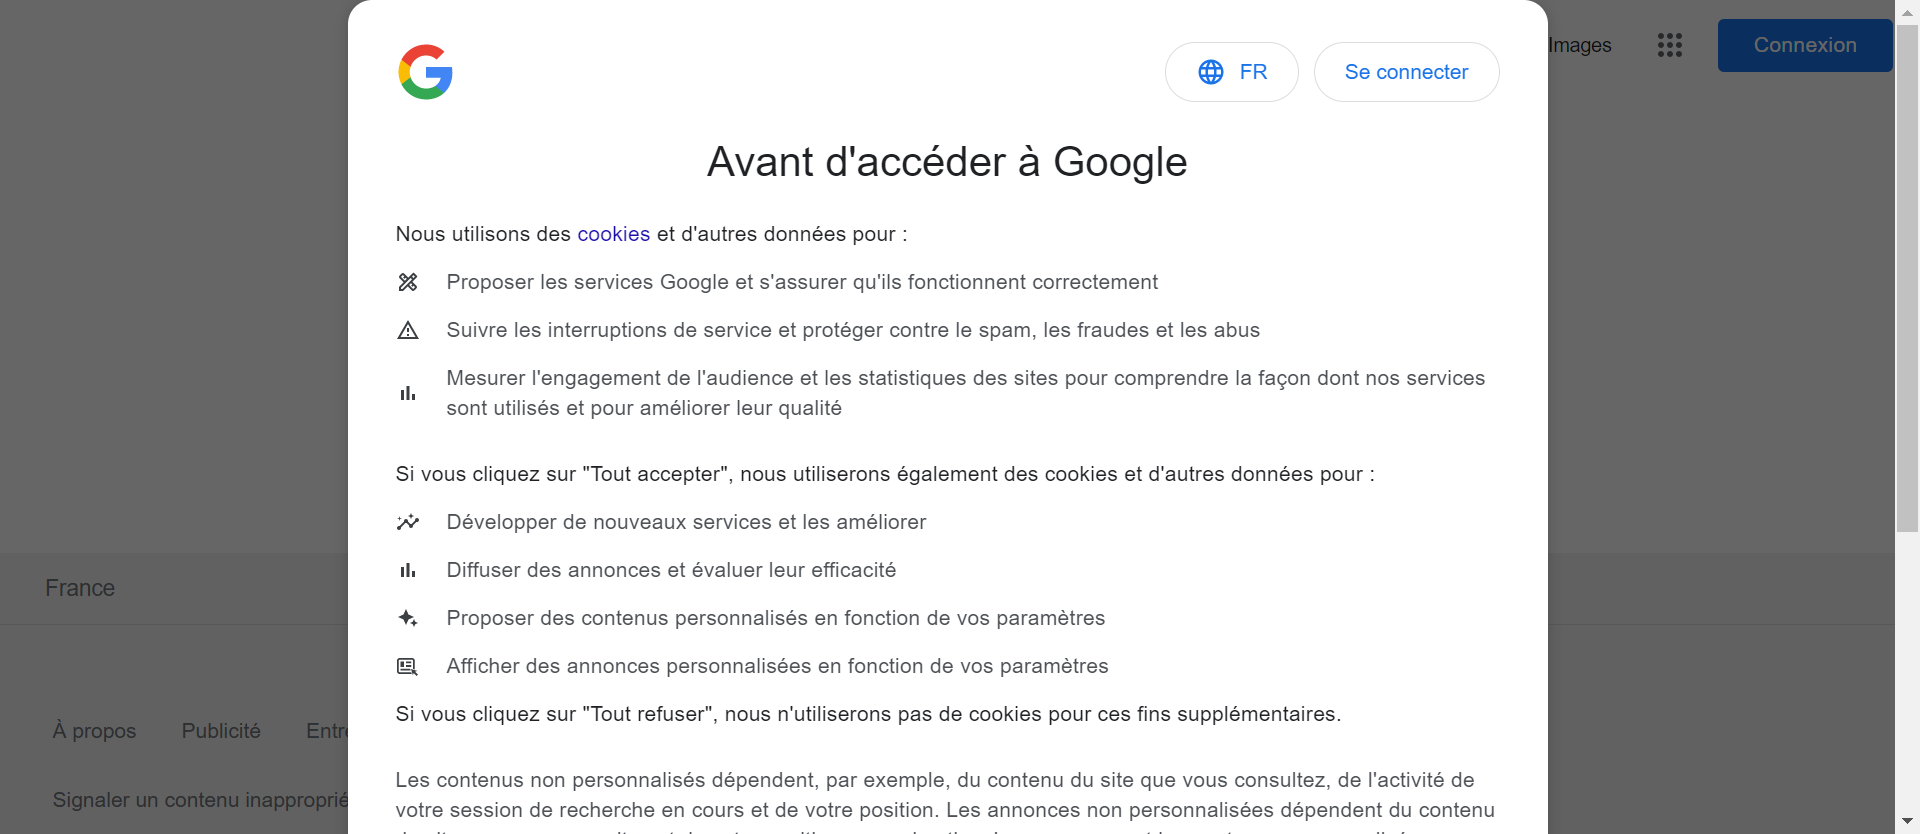 Images
Connexion
FR
Se connecter
Avant d'accéder à Google
Nous utilisons des cookies et d'autres données pour :
Proposer les services Google et s'assurer qu'ils fonctionnent correctement
Suivre les interruptions de service et protéger contre le spam, les fraudes et les abus
Mesurer l'engagement de l'audience et les statistiques des sites pour comprendre la façon dont nos services
sont utilisés et pour améliorer leur qualité
Si vous cliquez sur "Tout accepter", nous utiliserons également des cookies et d'autres données pour :
Développer de nouveaux services et les améliorer
Diffuser des annonces et évaluer leur efficacité
Proposer des contenus personnalisés en fonction de vos paramètres
Afficher des annonces personnalisées en fonction de vos paramètres
Si vous cliquez sur "Tout refuser", nous n'utiliserons pas de cookies pour ces fins supplémentaires.
Les contenus non personnalisés dépendent, par exemple, du contenu du site que vous consultez, de l'activité de
votre session de recherche en cours et de votre position. Les annonces non personnalisées dépendent du contenu
France
À propos Publicité Entre
Signaler un contenu inapproprié